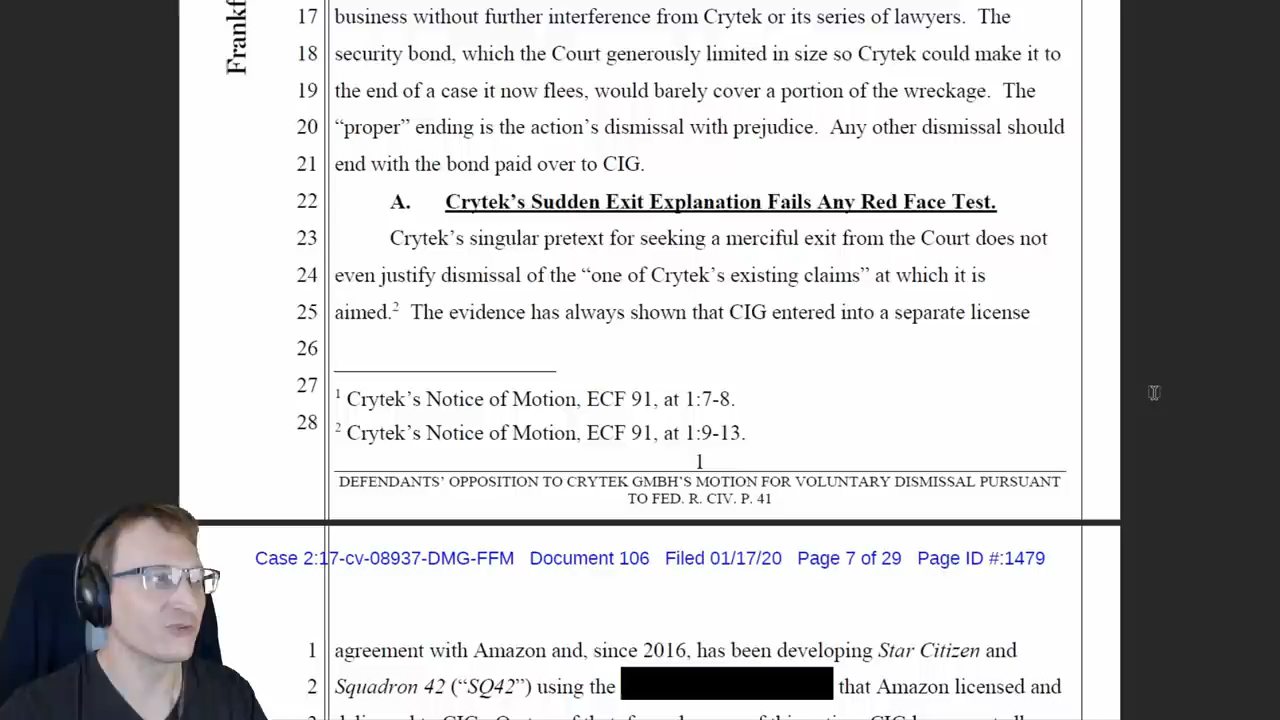 Frankf
17 business without further interference from Crytek or its series of lawyers. The
18 security bond, which the Court generously limited in size so Crytek could make it to
19 the end of a case it now flees, would barely cover a portion of the wreckage. The
20 “proper” ending is the action’s dismissal with prejudice. Any other dismissal should
21 end with the bond paid over to CIG.
22 A. Crytek’s Sudden Exit Explanation Fails Any Red Face Test.
23 Crytek’s singular pretext for seeking a merciful exit from the Court does not
24 even justify dismissal of the “one of Crytek’s existing claims” at which it is
25 aimed.2 The evidence has always shown that CIG entered into a separate license
26
27 1 Crytek’s Notice of Motion, ECF 91, at 1:7-8.
28 2 Crytek’s Notice of Motion, ECF 91, at 1:9-13.
1
DEFENDANTS’ OPPOSITION TO CRYTEK GMBH’S MOTION FOR VOLUNTARY DISMISSAL PURSUANT
TO FED. R. CIV. P. 41
Case 2:17-cv-08937-DMG-FFM Document 106 Filed 01/17/20 Page 7 of 29 Page ID #:1479
1 agreement with Amazon and, since 2016, has been developing Star Citizen and
2 Squadron 42 (“SQ42”) using the that Amazon licensed and